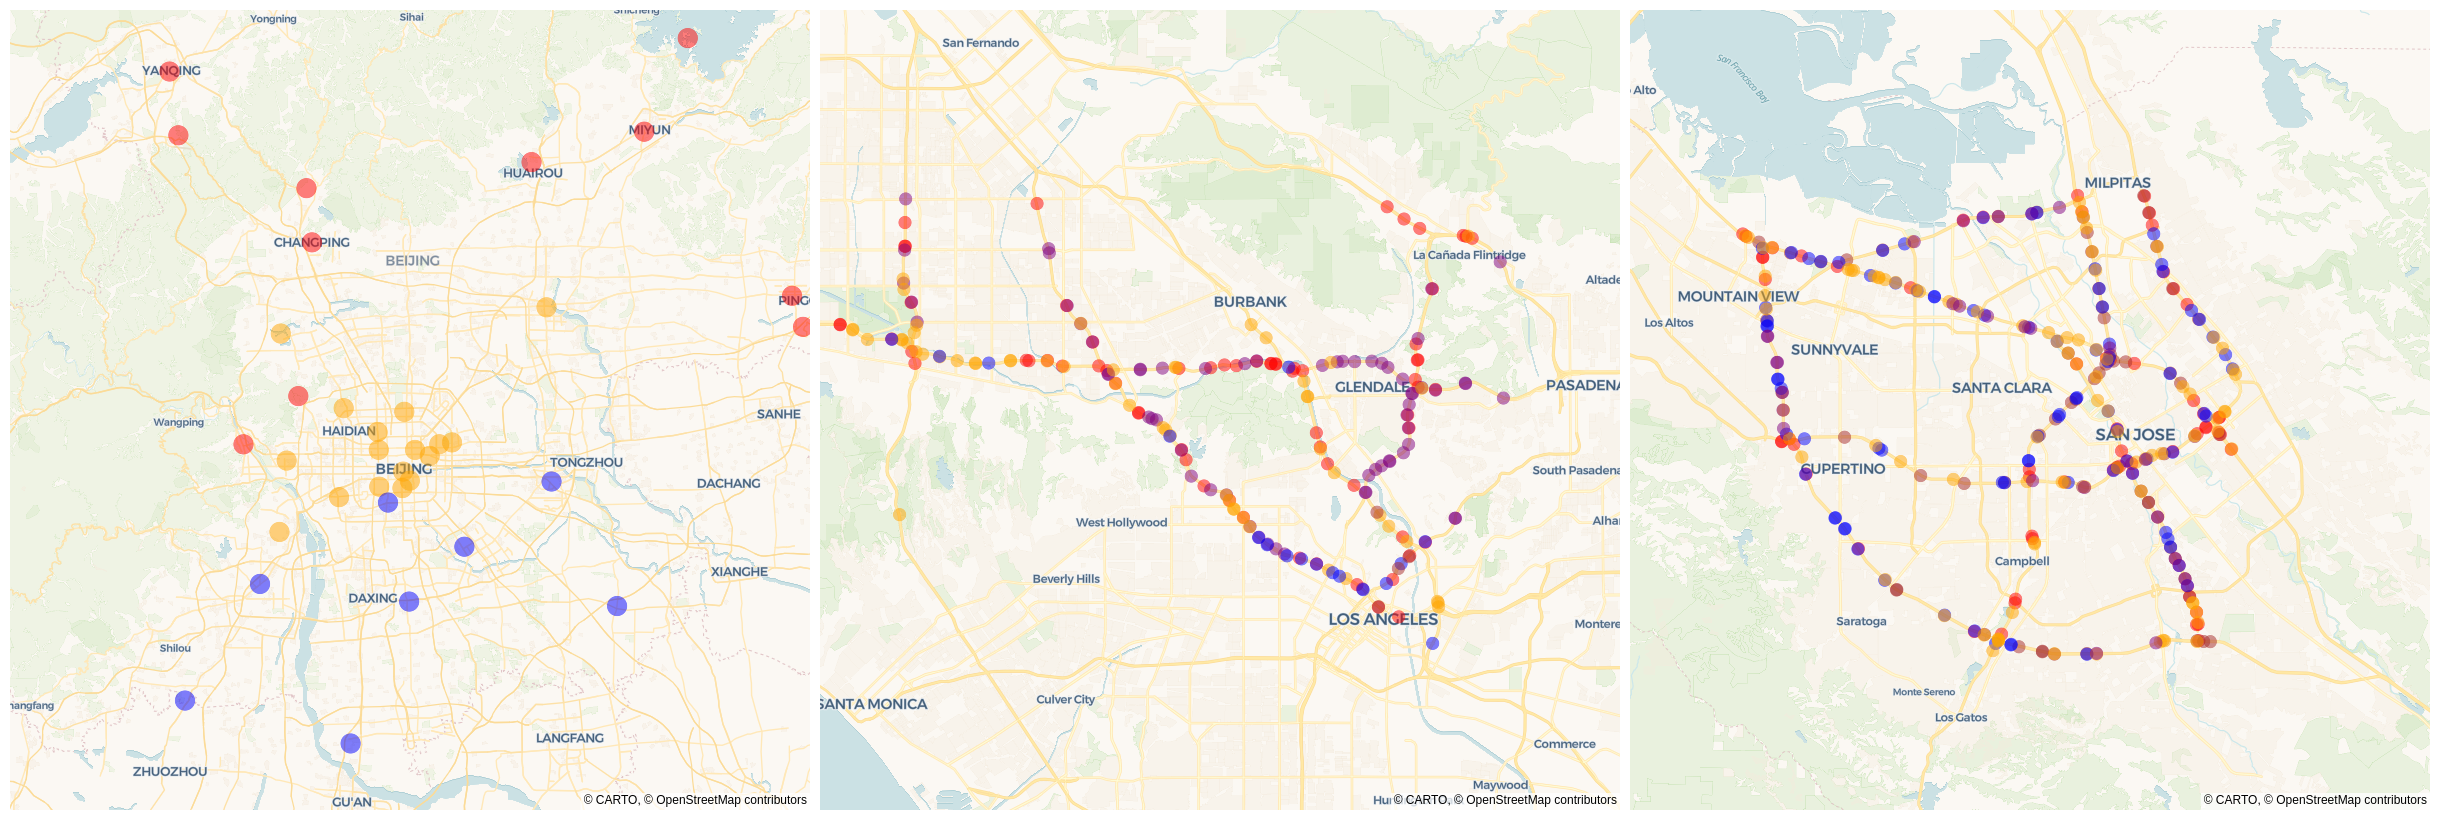 Yongning
Sihai
Shicheng
YANQING
MIYUN
HUAIROU
CHANGPING
BEIJING
PING
Wangping
HAIDIAN
SANHE
BEIJING
TONGZHOU
DACHANG
XIANGHE
DAXING
Shilou
angfang
LANGFANG
ZHUOZHOU
GU'AN
© CARTO, © OpenStreetMap contributors
San Fernando
La Cañada Flintridge
Altade
BURBANK
GLENDALE
PASADENA
South Pasadena
West Hollywood
Alha
Beverly Hills
LOS ANGELES
Montere
Culver City
SANTA MONICA
Commerce
Maywood
Hu
© CARTO, © OpenStreetMap contributors
San Francisco Bay
Alto
MILPITAS
MOUNTAIN VIEW
Los Altos
SUNNYVALE
SANTA CLARA
SAN JOSE
CUPERTINO
Campbell
Saratoga
Monte Sereno
Los Gatos
© CARTO, © OpenStreetMap contributors